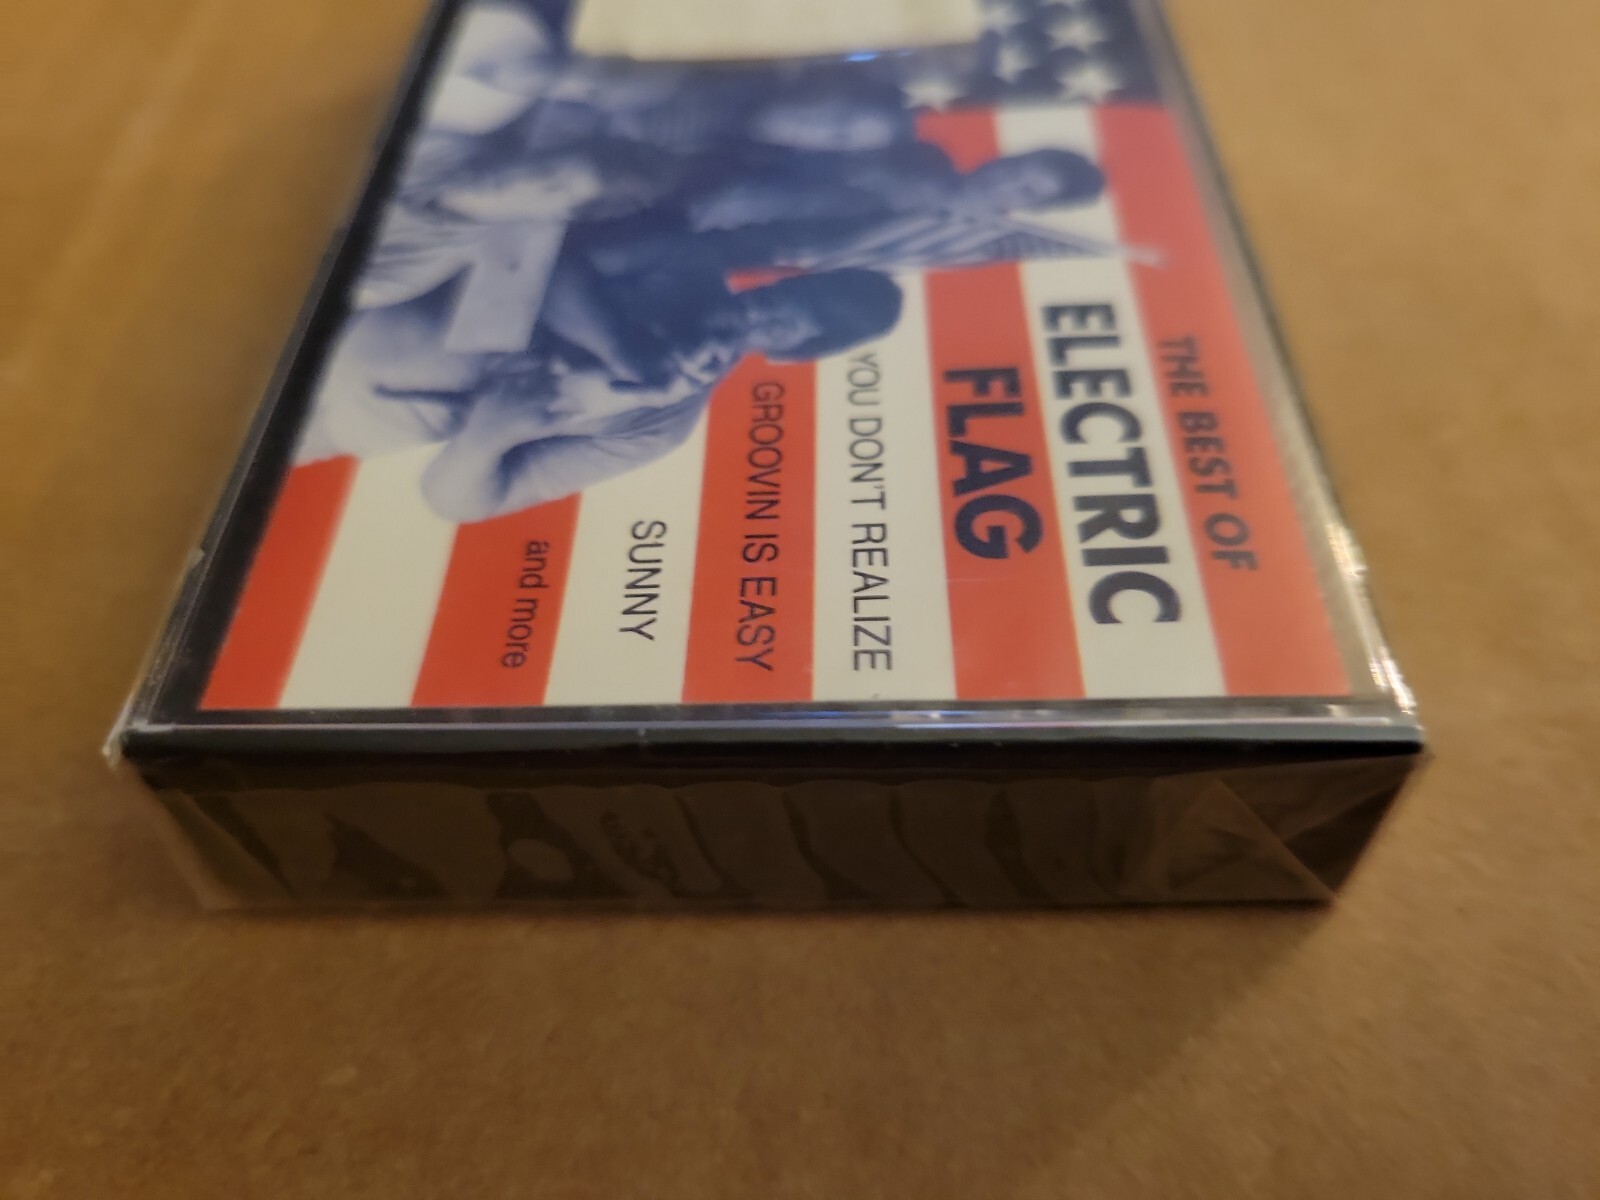 THE BEST OF
ELECTRIC
FLAG
YOU DON'T REALIZE
GROOVIN IS EASY
SUNNY
and more